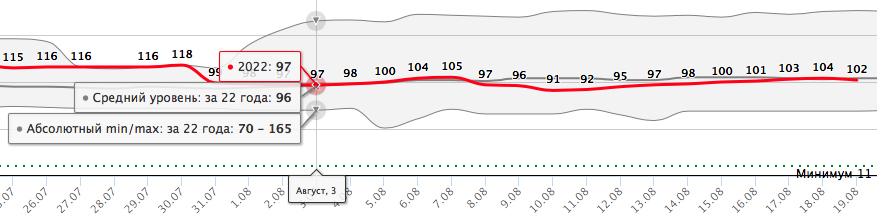 115 116 116 116 118 99 97 98 100 104 105 97 96 91 92 95 97 98 100 101 103 104 102
2022: 97
Средний уровень: за 22 года: 96
Абсолютный min/max: за 22 года: 70 – 165
Минимум 11
Август, 3
26.07 27.07 28.07 29.07 30.07 31.07 1.08 2.08 4.08 5.08 6.08 7.08 8.08 9.08 10.08 11.08 12.08 13.08 14.08 15.08 16.08 17.08 18.08 19.08